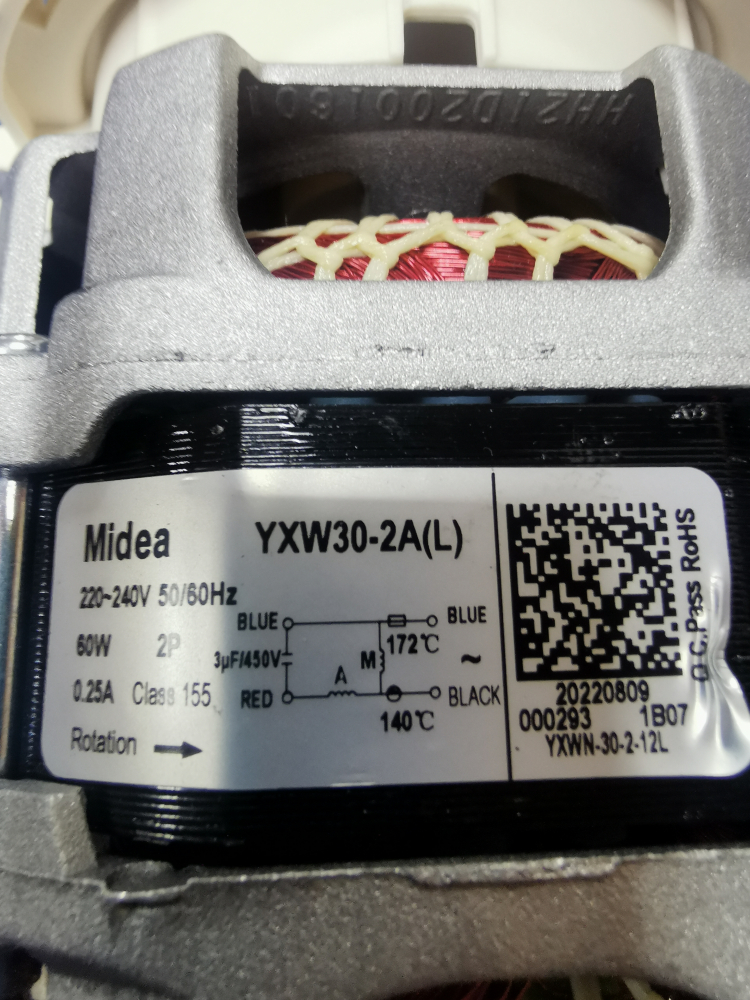 HH21D2001601
Midea
YXW30-2A(L)
220~240V 50/60Hz
60W 2P
0.25A Class 155
Rotation
BLUE
BLUE
172℃
3μF/450V
M
~
A
RED
BLACK
140℃
Q.C.Pass RoHS
20220809
000293 1B07
YXWN-30-2-12L